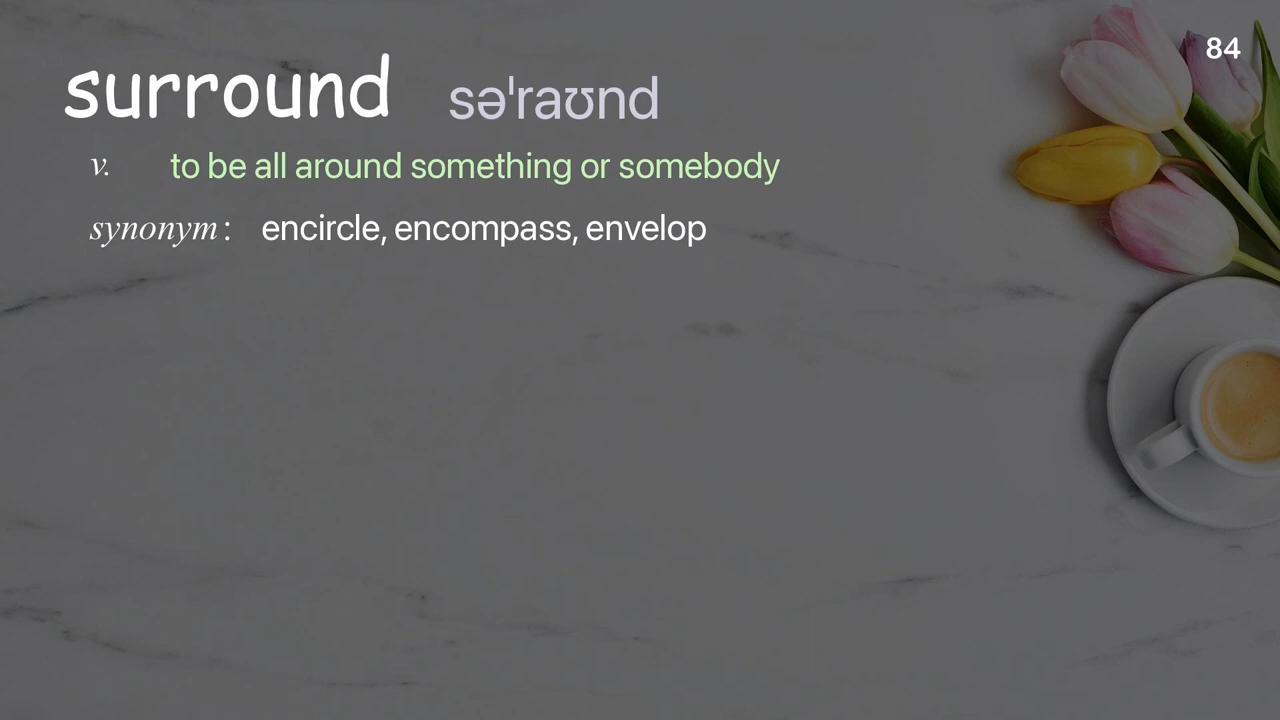 84
surround səˈraʊnd
v. to be all around something or somebody
synonym: encircle, encompass, envelop